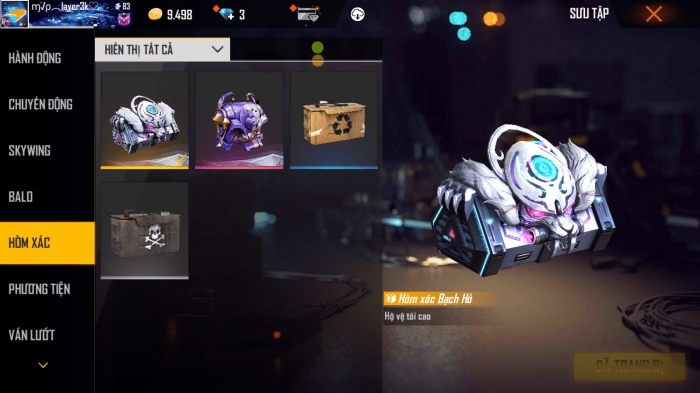 83
9.498
3
SƯU TẬP
HÀNH ĐỘNG
HIỂN THỊ TẤT CẢ
CHUYỂN ĐỘNG
SKYWING
BALO
HÒM XÁC
PHƯƠNG TIỆN
VÁN LƯỚT
Hòm xác Bạch Hổ
Hộ vệ tối cao
ĐÃ TRANG BỊ